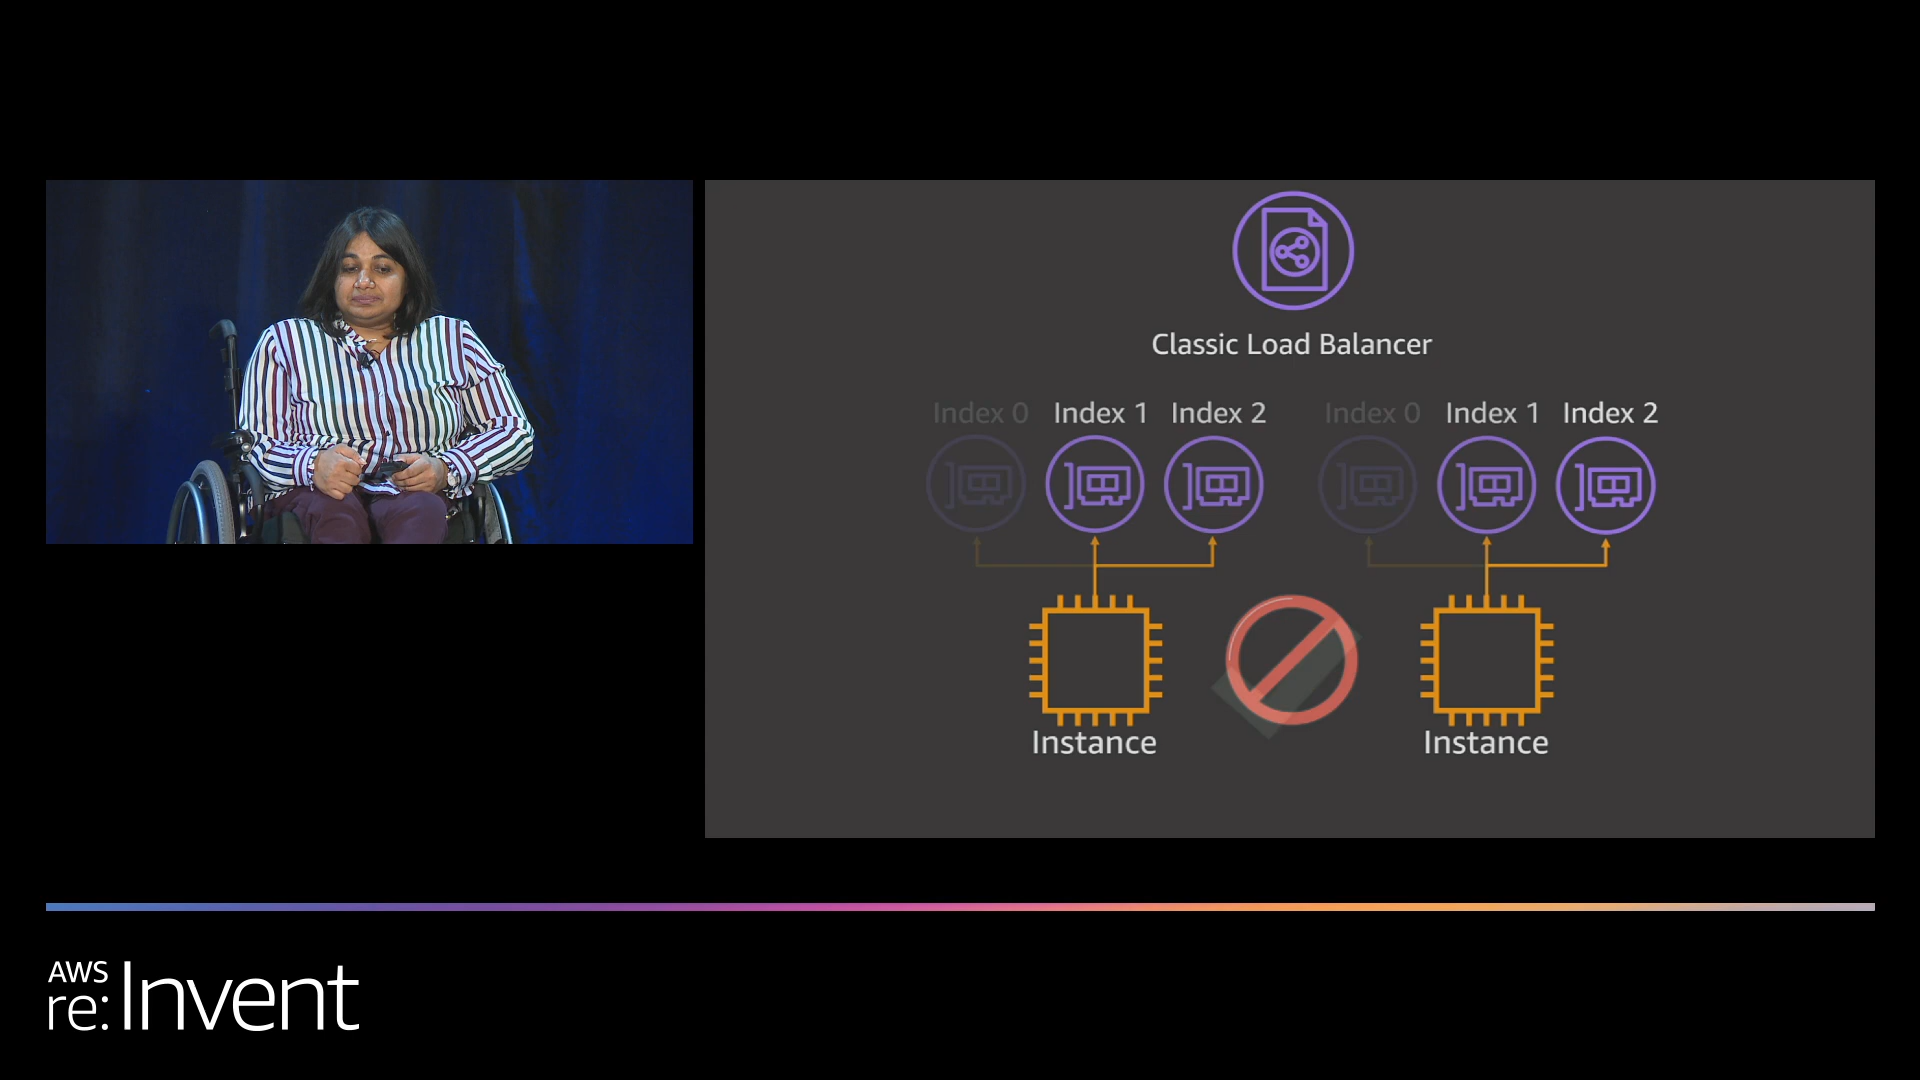 Classic Load Balancer
Index 0 Index 1 Index 2 Index 0 Index 1 Index 2
Instance Instance
AWS
re:Invent